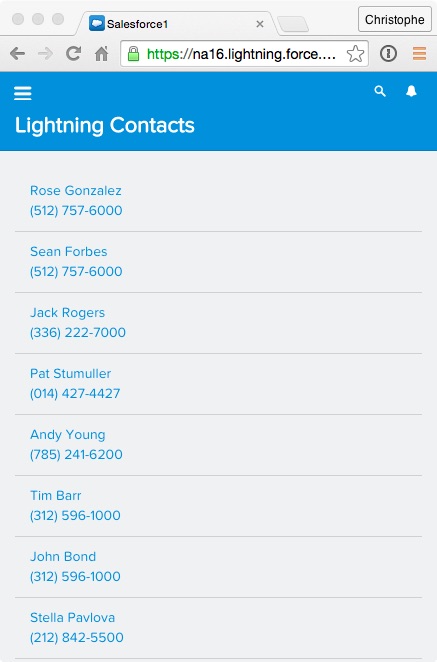 Salesforce1
Christophe
https://na16.lightning.force....
Lightning Contacts
Rose Gonzalez
(512) 757-6000
Sean Forbes
(512) 757-6000
Jack Rogers
(336) 222-7000
Pat Stumuller
(014) 427-4427
Andy Young
(785) 241-6200
Tim Barr
(312) 596-1000
John Bond
(312) 596-1000
Stella Pavlova
(212) 842-5500